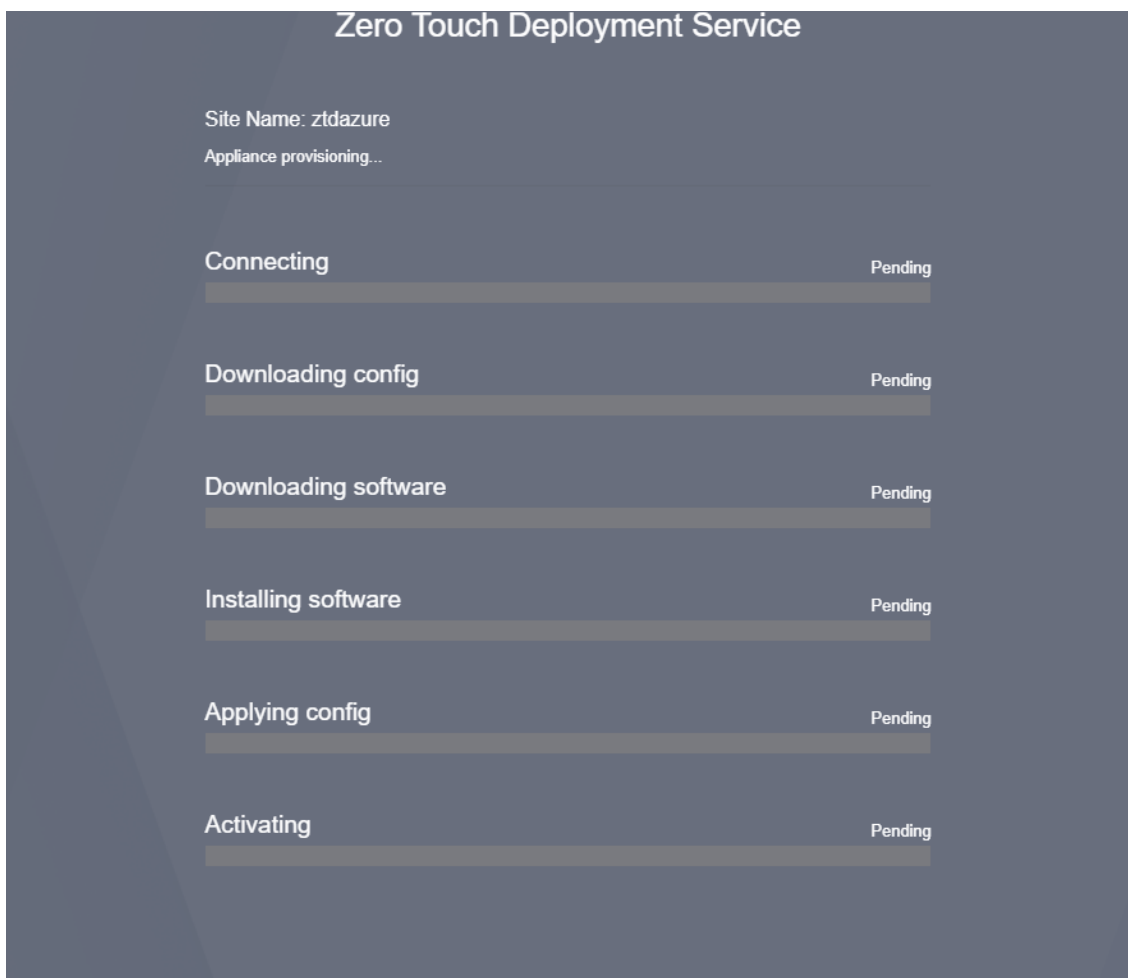 Zero Touch Deployment Service
Site Name: ztdazure
Appliance provisioning...
Connecting
Pending
Downloading config
Pending
Downloading software
Pending
Installing software
Pending
Applying config
Pending
Activating
Pending